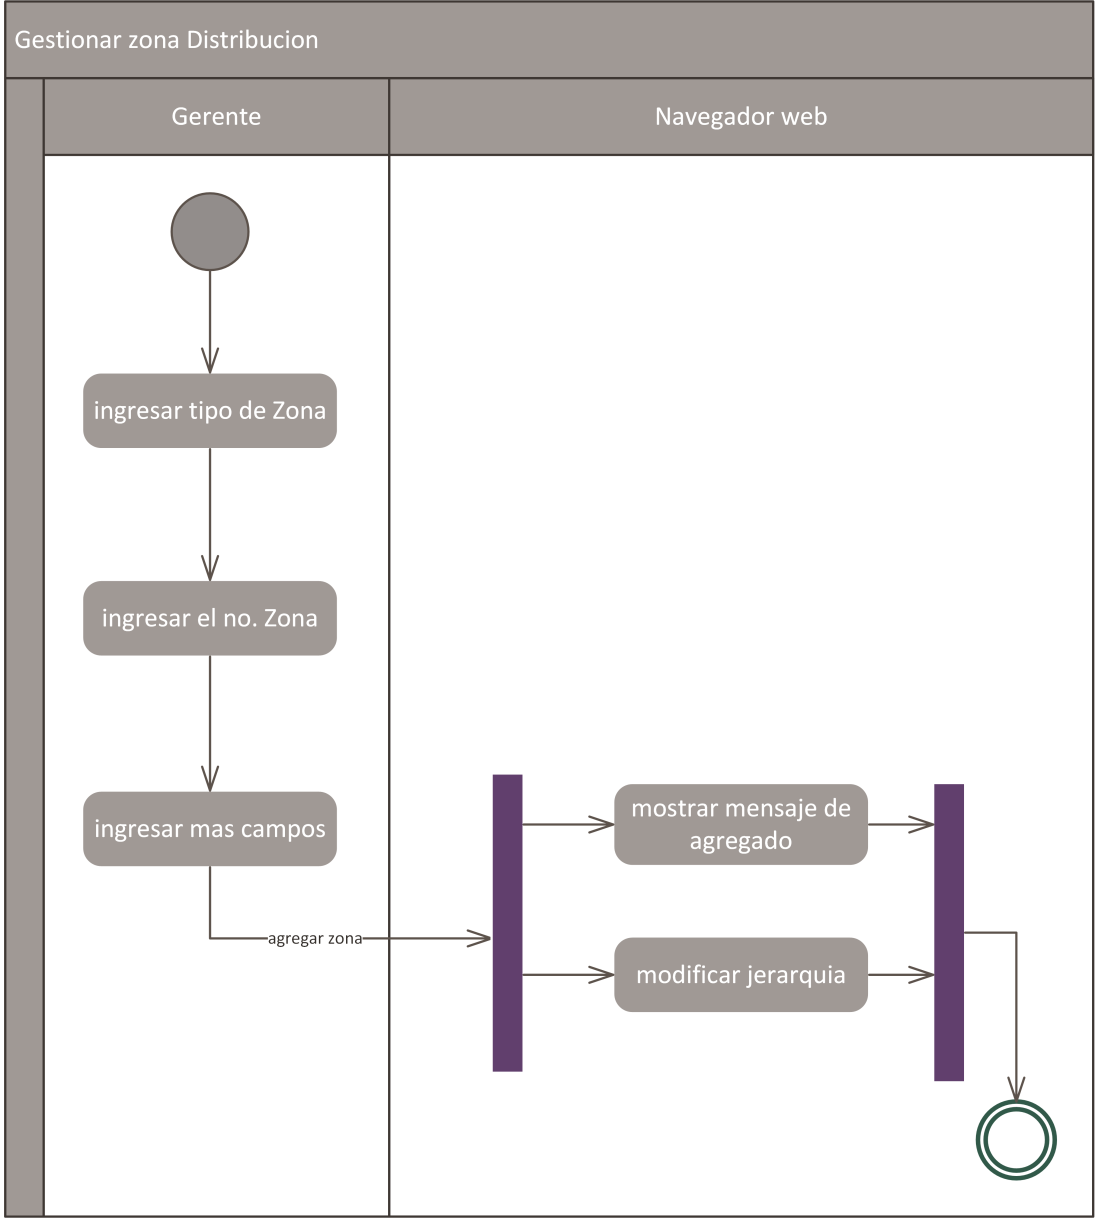 Gestionar zona Distribucion
Gerente
Navegador web
ingresar tipo de Zona
ingresar el no. Zona
ingresar mas campos
agregar zona
mostrar mensaje de
agregado
modificar jerarquia